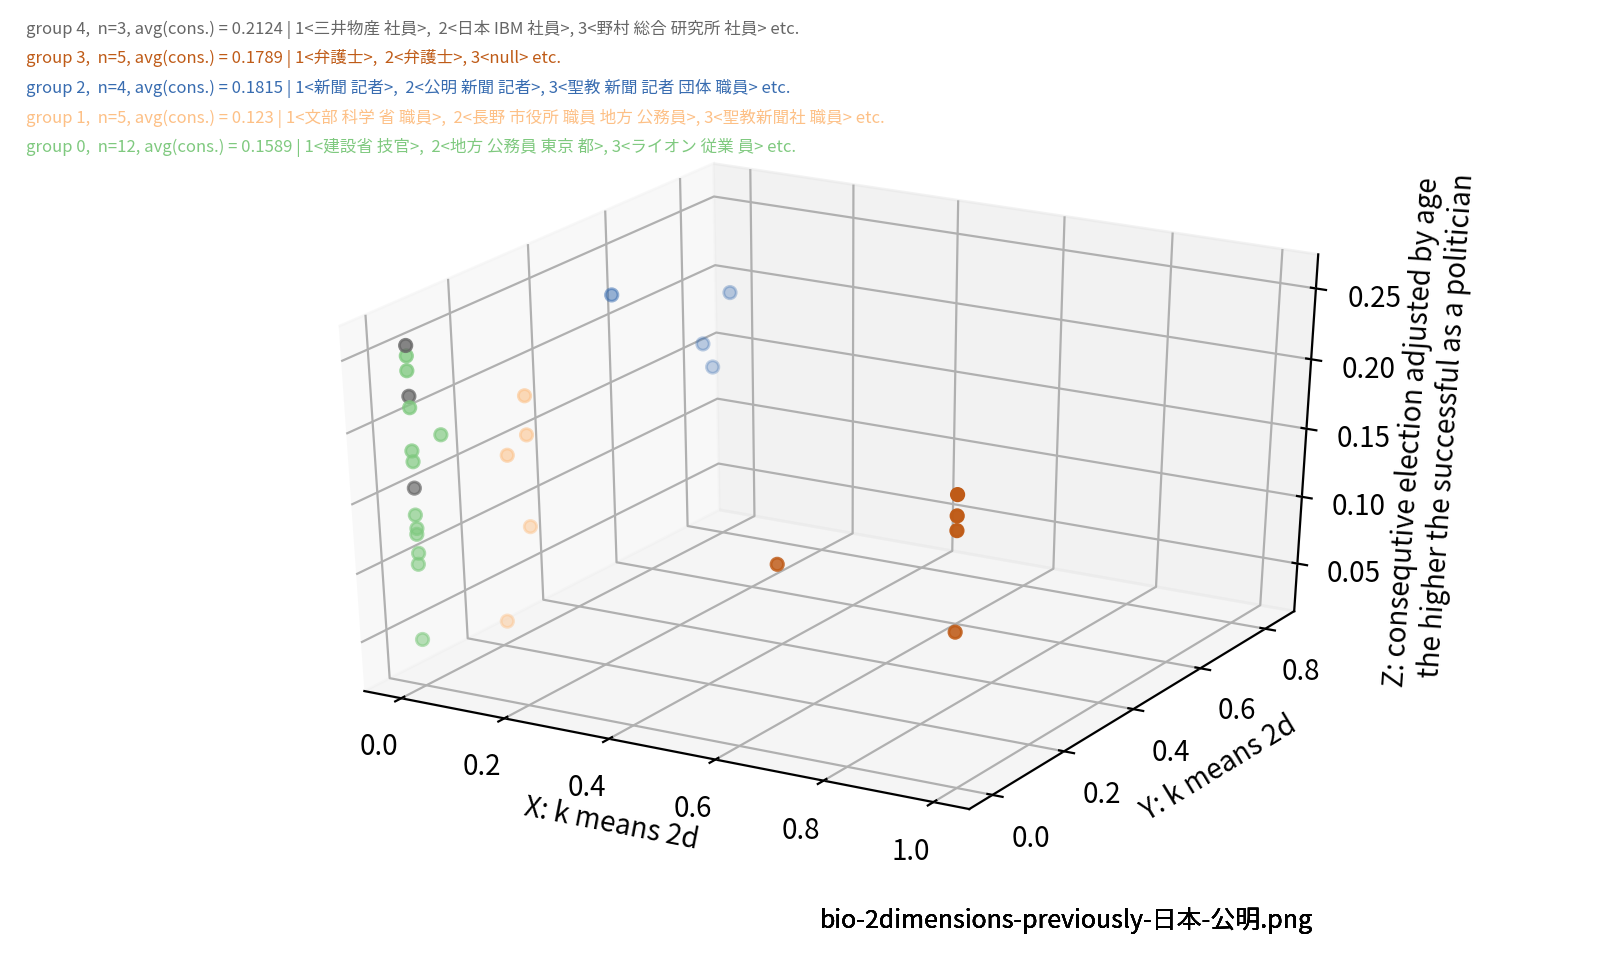 group 4,  n=3, avg(cons.) = 0.2124 | 1<三井物産 社員>,  2<日本 IBM 社員>, 3<野村 総合 研究所 社員> etc.
group 3,  n=5, avg(cons.) = 0.1789 | 1<弁護士>,  2<弁護士>, 3<null> etc.
group 2,  n=4, avg(cons.) = 0.1815 | 1<新聞 記者>,  2<公明 新聞 記者>, 3<聖教 新聞 記者 団体 職員> etc.
group 1,  n=5, avg(cons.) = 0.123 | 1<文部 科学 省 職員>,  2<長野 市役所 職員 地方 公務員>, 3<聖教新聞社 職員> etc.
group 0,  n=12, avg(cons.) = 0.1589 | 1<建設省 技官>,  2<地方 公務員 東京 都>, 3<ライオン 従業 員> etc.
0.25
0.20
0.15
0.10
0.05
Z: consequtive election adjusted by age
the higher the successful as a politician
0.0
0.2
0.4
0.6
0.8
1.0
X: k means 2d
0.0
0.2
0.4
0.6
0.8
Y: k means 2d
bio-2dimensions-previously-日本-公明.png